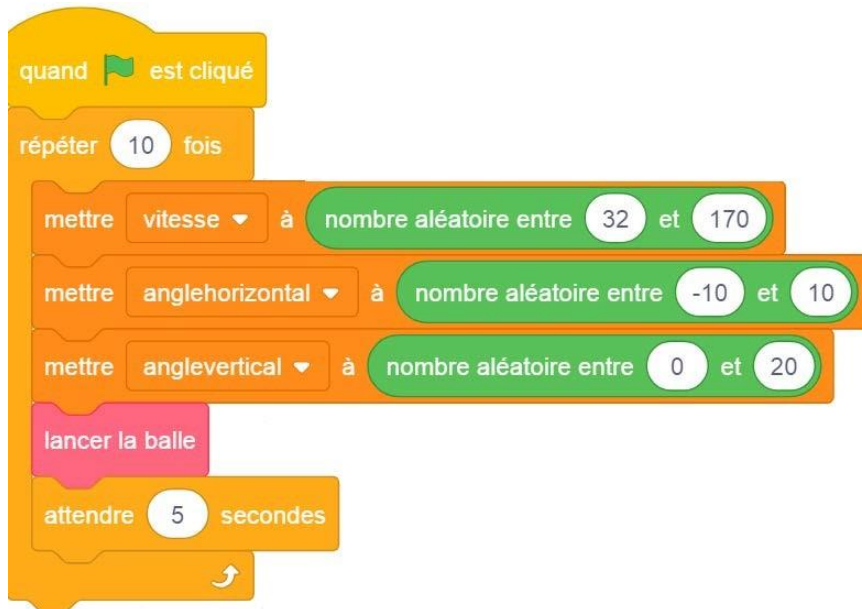 quand est cliqué
répéter 10 fois
mettre vitesse à nombre aléatoire entre 32 et 170
mettre anglehorizontal à nombre aléatoire entre -10 et 10
mettre anglevertical à nombre aléatoire entre 0 et 20
lancer la balle
attendre 5 secondes